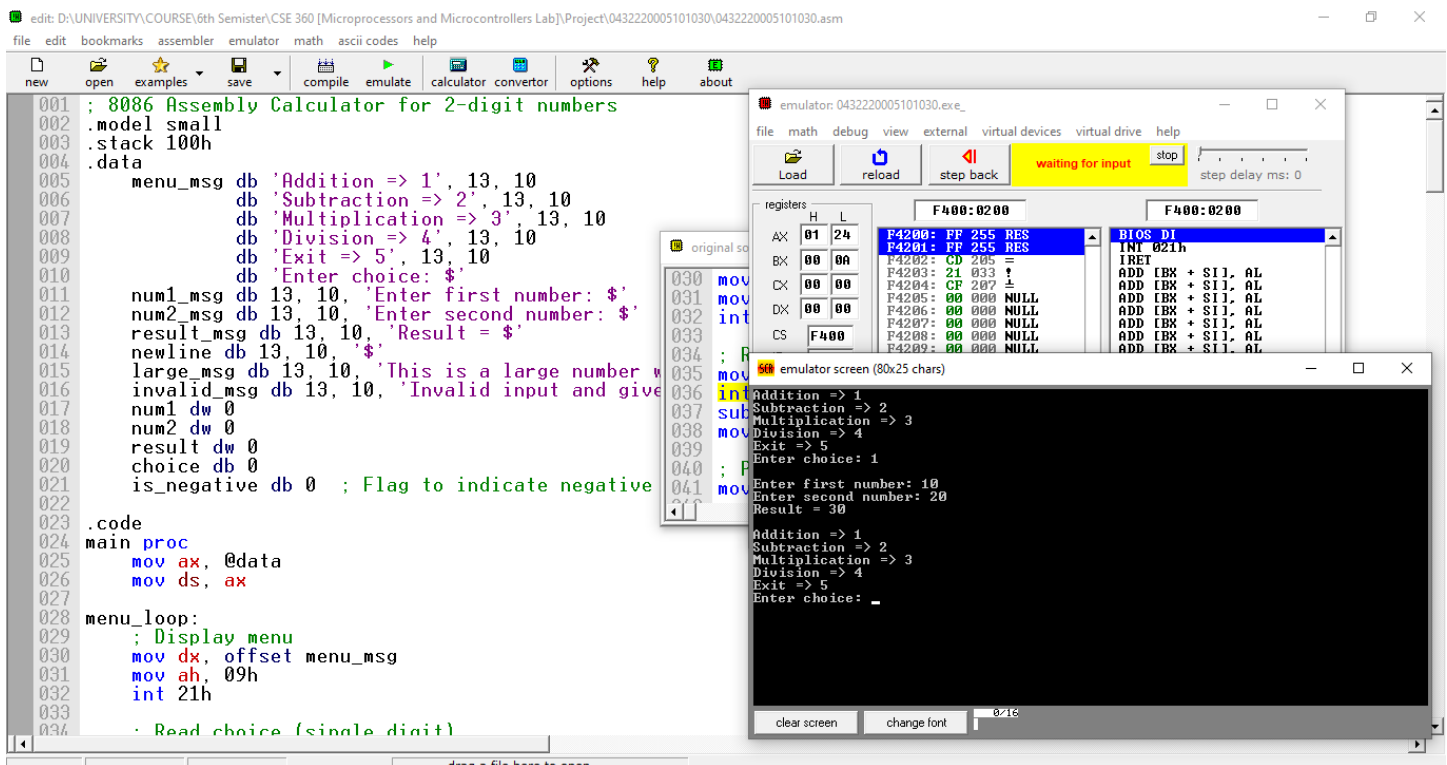 edit: D:\UNIVERSITY\COURSE\6th Semister\CSE 360 [Microprocessors and Microcontrollers Lab]\Project\0432220005101030\0432220005101030.asm
file edit bookmarks assembler emulator math ascii codes help
new open examples save compile emulate calculator convertor options help about
001 ; 8086 Assembly Calculator for 2-digit numbers
002 .model small
003 .stack 100h
004 .data
005 menu_msg db 'Addition => 1', 13, 10
006 db 'Subtraction => 2', 13, 10
007 db 'Multiplication => 3', 13, 10
008 db 'Division => 4', 13, 10
009 db 'Exit => 5', 13, 10
010 db 'Enter choice: $'
011 num1_msg db 13, 10, 'Enter first number: $'
012 num2_msg db 13, 10, 'Enter second number: $'
013 result_msg db 13, 10, 'Result = $'
014 newline db 13, 10, '$'
015 large_msg db 13, 10, 'This is a large number
016 invalid_msg db 13, 10, 'Invalid input and give
017 num1 dw 0
018 num2 dw 0
019 result dw 0
020 choice db 0
021 is_negative db 0 ; Flag to indicate negative
022
023 .code
024 main proc
025 mov ax, @data
026 mov ds, ax
027
028 menu_loop:
029 ; Display menu
030 mov dx, offset menu_msg
031 mov ah, 09h
032 int 21h
033
034 ; Read choice (single digit)
original so
030 mov
031 mov
032 int
033
034 ; R
035 mov
036 int
037 sub
038 mov
039
040 ;
041 mov
emulator: 0432220005101030.exe_
file math debug view external virtual devices virtual drive help
Load reload step back waiting for input stop step delay ms: 0
registers
H L
AX 01 24
BX 00 0A
CX 00 00
DX 00 00
CS F400
F400:0200
F4200: FF 255 RES
F4201: FF 255 RES
F4202: CD 205 =
F4203: 21 033 !
F4204: CF 207 ╧
F4205: 00 000 NULL
F4206: 00 000 NULL
F4207: 00 000 NULL
F4208: 00 000 NULL
F4209: 00 000 NULL
F400:0200
BIOS DI
INT 021h
IRET
ADD [BX + SI], AL
ADD [BX + SI], AL
ADD [BX + SI], AL
ADD [BX + SI], AL
ADD [BX + SI], AL
ADD [BX + SI], AL
ADD [BX + SI], AL
emulator screen (80x25 chars)
Addition => 1
Subtraction => 2
Multiplication => 3
Division => 4
Exit => 5
Enter choice: 1
Enter first number: 10
Enter second number: 20
Result = 30
Addition => 1
Subtraction => 2
Multiplication => 3
Division => 4
Exit => 5
Enter choice: _
clear screen change font 0/16
drag a file here to open